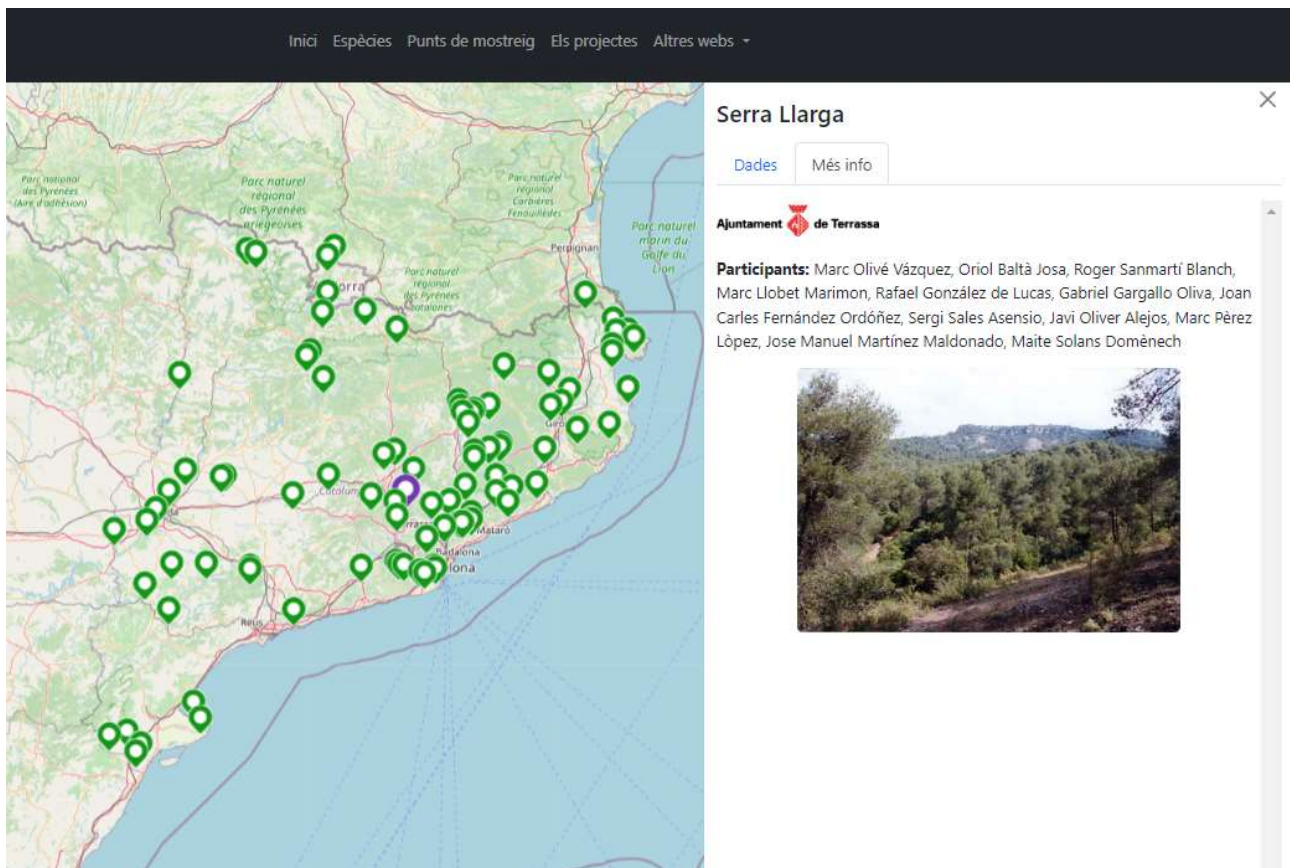 Inici Espècies Punts de mostreig Els projectes Altres webs
Serra Llarga
Dades Més info
Ajuntament de Terrassa
Participants: Marc Olivé Vázquez, Oriol Baltà Josa, Roger Sanmartí Blanch,
Marc Llobet Marimon, Rafael González de Lucas, Gabriel Gargallo Oliva, Joan
Carles Fernández Ordóñez, Sergi Sales Asensio, Javi Oliver Alejos, Marc Pèrez
Lòpez, Jose Manuel Martínez Maldonado, Maite Solans Domènech
Parc national
des Pyrénées
(Aire d'adhésion)
Parc naturel
régional
des Pyrénées
ariégeoises
Parc naturel
régional
Corbières
Fenouillèdes
Parc naturel
marin du
Golfe du
Lion
Perpignan
Parc naturel
régional
des Pyrénées
catalanes
Mataró
Badalona
Reus